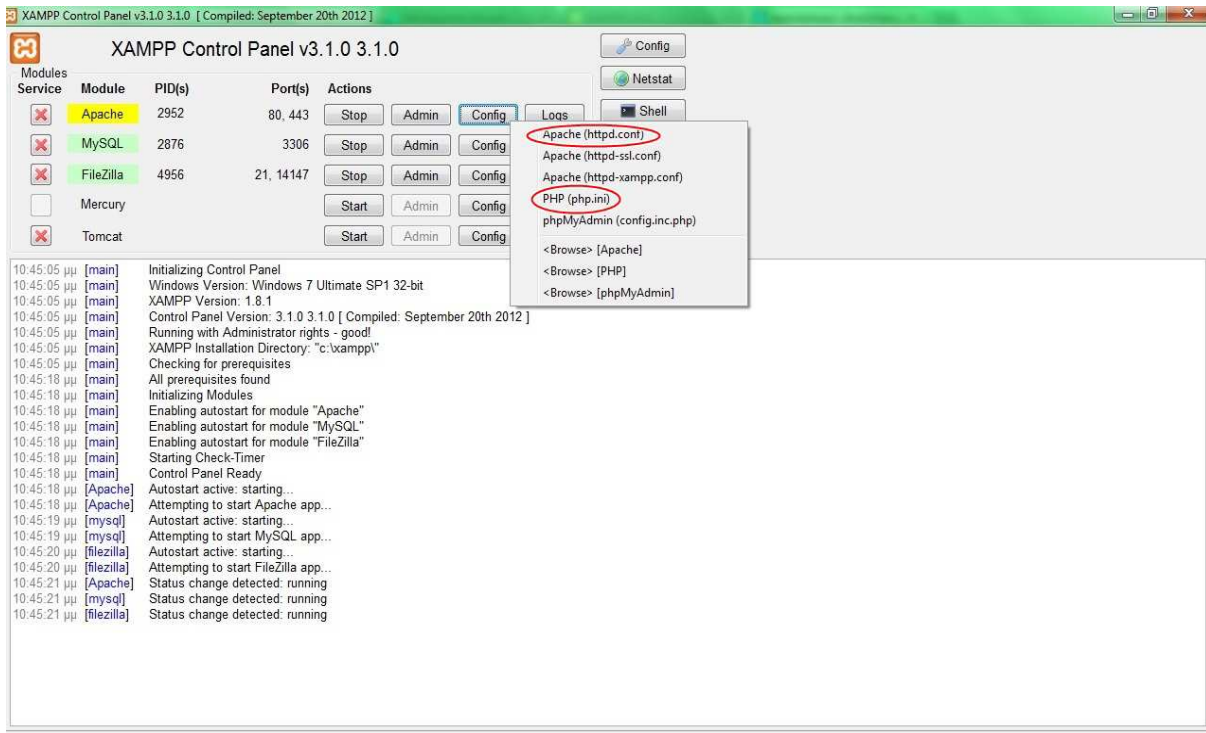 XAMPP Control Panel v3.1.0 3.1.0 [ Compiled: September 20th 2012 ]
XAMPP Control Panel v3.1.0 3.1.0
Config
Netstat
Shell
Modules
Service Module PID(s) Port(s) Actions
Apache 2952 80, 443 Stop Admin Config Logs
MySQL 2876 3306 Stop Admin Config
FileZilla 4956 21, 14147 Stop Admin Config
Mercury Start Admin Config
Tomcat Start Admin Config
Apache (httpd.conf)
Apache (httpd-ssl.conf)
Apache (httpd-xampp.conf)
PHP (php.ini)
phpMyAdmin (config.inc.php)
<Browse> [Apache]
<Browse> [PHP]
<Browse> [phpMyAdmin]
10:45:05 μμ [main] Initializing Control Panel
10:45:05 μμ [main] Windows Version: Windows 7 Ultimate SP1 32-bit
10:45:05 μμ [main] XAMPP Version: 1.8.1
10:45:05 μμ [main] Control Panel Version: 3.1.0 3.1.0 [ Compiled: September 20th 2012 ]
10:45:05 μμ [main] Running with Administrator rights - good!
10:45:05 μμ [main] XAMPP Installation Directory: "c:\xampp\"
10:45:05 μμ [main] Checking for prerequisites
10:45:18 μμ [main] All prerequisites found
10:45:18 μμ [main] Initializing Modules
10:45:18 μμ [main] Enabling autostart for module "Apache"
10:45:18 μμ [main] Enabling autostart for module "MySQL"
10:45:18 μμ [main] Enabling autostart for module "FileZilla"
10:45:18 μμ [main] Starting Check-Timer
10:45:18 μμ [main] Control Panel Ready
10:45:18 μμ [Apache] Autostart active: starting...
10:45:18 μμ [Apache] Attempting to start Apache app...
10:45:19 μμ [mysql] Autostart active: starting...
10:45:19 μμ [mysql] Attempting to start MySQL app...
10:45:20 μμ [filezilla] Autostart active: starting...
10:45:20 μμ [filezilla] Attempting to start FileZilla app...
10:45:21 μμ [Apache] Status change detected: running
10:45:21 μμ [mysql] Status change detected: running
10:45:21 μμ [filezilla] Status change detected: running